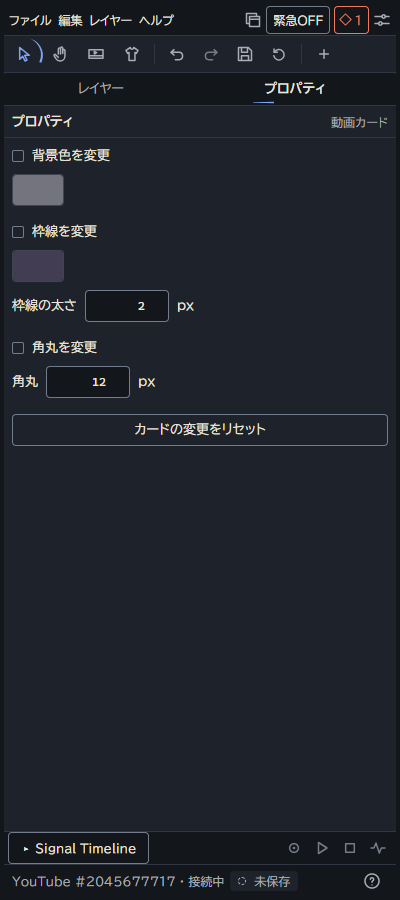 ファイル 編集 レイヤー ヘルプ 緊急OFF 1
レイヤー プロパティ
プロパティ 動画カード
背景色を変更
枠線を変更
枠線の太さ 2 px
角丸を変更
角丸 12 px
カードの変更をリセット
Signal Timeline
YouTube #2045677717・接続中 未保存